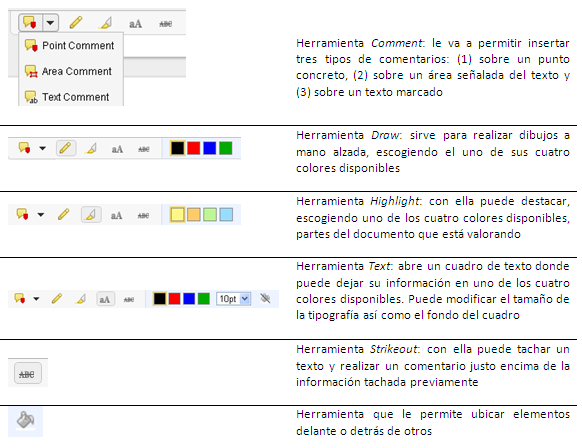 aA ABC
Point Comment
Area Comment
ab Text Comment
Herramienta Comment: le va a permitir insertar
tres tipos de comentarios: (1) sobre un punto
concreto, (2) sobre un área señalada del texto y
(3) sobre un texto marcado
aA ABC
Herramienta Draw: sirve para realizar dibujos a
mano alzada, escogiendo el uno de sus cuatro
colores disponibles
aA ABC
Herramienta Highlight: con ella puede destacar,
escogiendo uno de los cuatro colores disponibles,
partes del documento que está valorando
aA ABC 10pt
Herramienta Text: abre un cuadro de texto donde
puede dejar su información en uno de los cuatro
colores disponibles. Puede modificar el tamaño de
la tipografía así como el fondo del cuadro
ABC
Herramienta Strikeout: con ella puede tachar un
texto y realizar un comentario justo encima de la
información tachada previamente
Herramienta que le permite ubicar elementos
delante o detrás de otros